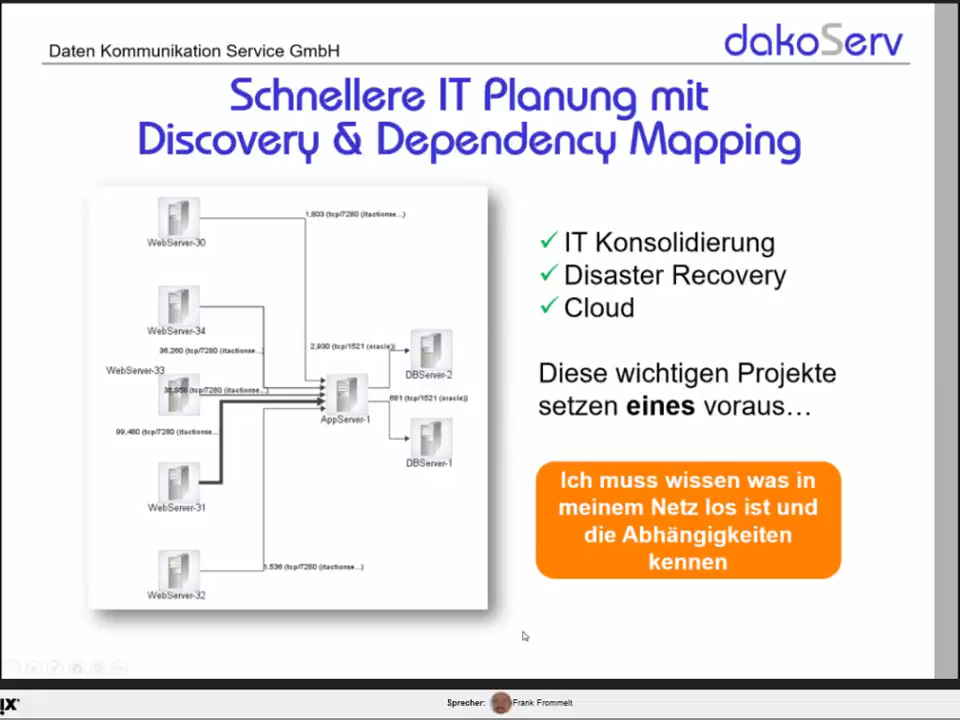 Daten Kommunikation Service GmbH
dakoServ
Schnellere IT Planung mit
Discovery & Dependency Mapping
WebServer-30
1,803 (tcp/7280 (itactionse...)
WebServer-34
36,260 (tcp/7280 (itactionse...)
2,930 (tcp/1521 (oracle))
DBServer-2
WebServer-33
(tcp/7280 (itactionse...)
681 (tcp/1521 (oracle))
AppServer-1
99,480 (tcp/7280 (itactionse...
DBServer-1
WebServer-31
1,536 (tcp/7280 (itactionse...)
WebServer-32
✓ IT Konsolidierung
✓ Disaster Recovery
✓ Cloud
Diese wichtigen Projekte
setzen eines voraus…
Ich muss wissen was in
meinem Netz los ist und
die Abhängigkeiten
kennen
Sprecher: Frank Frommelt